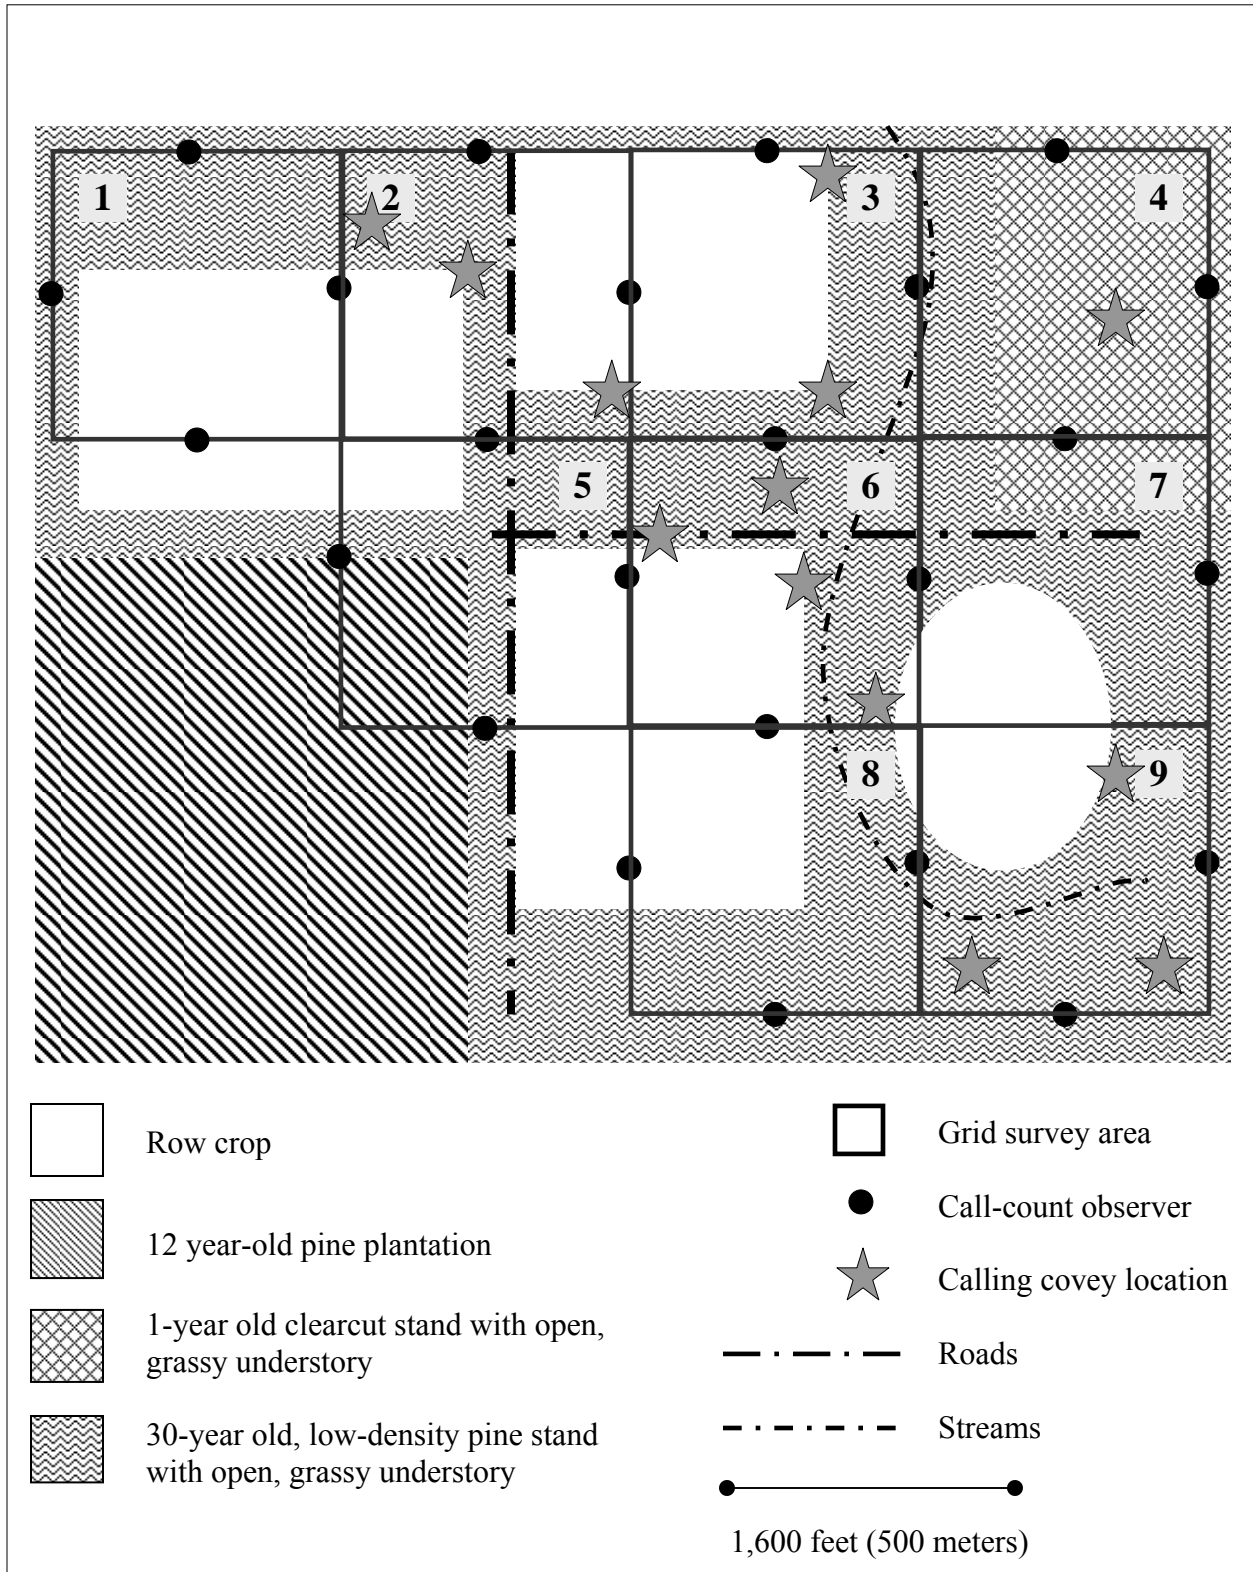 1
2
3
4
5
6
7
8
9
Row crop
12 year-old pine plantation
1-year old clearcut stand with open,
grassy understory
30-year old, low-density pine stand
with open, grassy understory
Grid survey area
Call-count observer
Calling covey location
Roads
Streams
1,600 feet (500 meters)